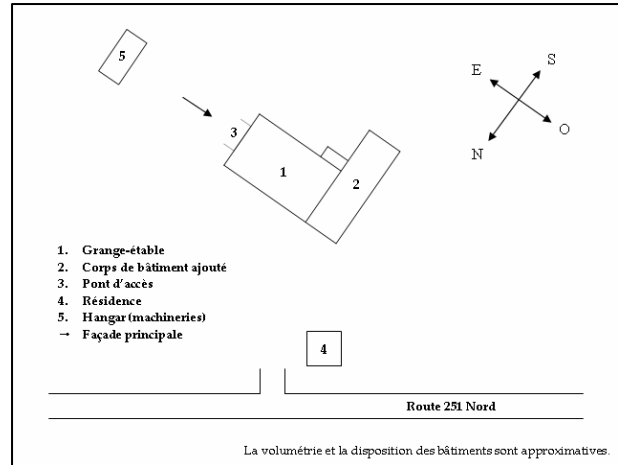 5
S
E
3
O
1
2
N
1. Grange-étable
2. Corps de bâtiment ajouté
3. Pont d'accès
4. Résidence
5. Hangar (machineries)
→ Façade principale
4
Route 251 Nord
La volumétrie et la disposition des bâtiments sont approximatives.